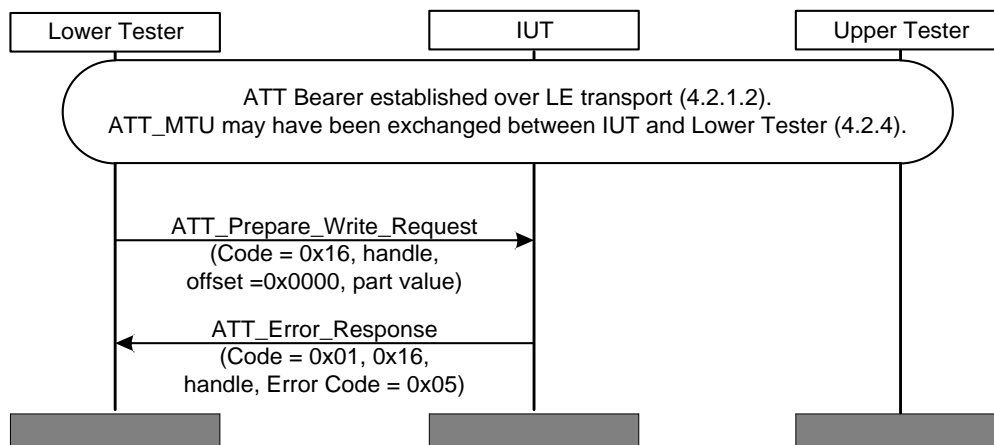 Lower Tester
IUT
Upper Tester
ATT Bearer established over LE transport (4.2.1.2).
ATT_MTU may have been exchanged between IUT and Lower Tester (4.2.4).
ATT_Prepare_Write_Request
(Code = 0x16, handle,
offset =0x0000, part value)
ATT_Error_Response
(Code = 0x01, 0x16,
handle, Error Code = 0x05)